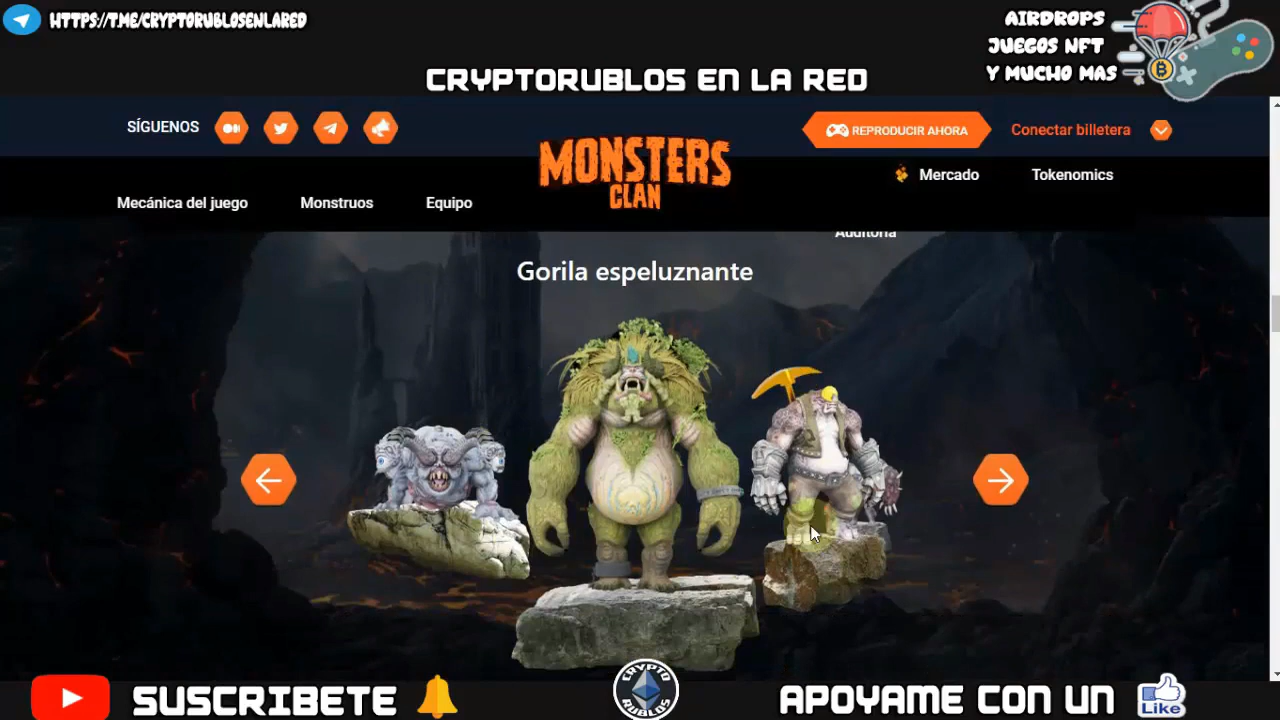 HTTPS://T.ME/CRYPTORUBLOSENLARED
AIRDROPS
JUEGOS NFT
Y MUCHO MAS
CRYPTORUBLOS EN LA RED
SÍGUENOS
REPRODUCIR AHORA
Conectar billetera
MONSTERS
CLAN
Mercado
Tokenomics
Mecánica del juego
Monstruos
Equipo
Auditoría
Gorila espeluznante
SUSCRIBETE
CRYPTO
RUBLOS
APOYAME CON UN
Like